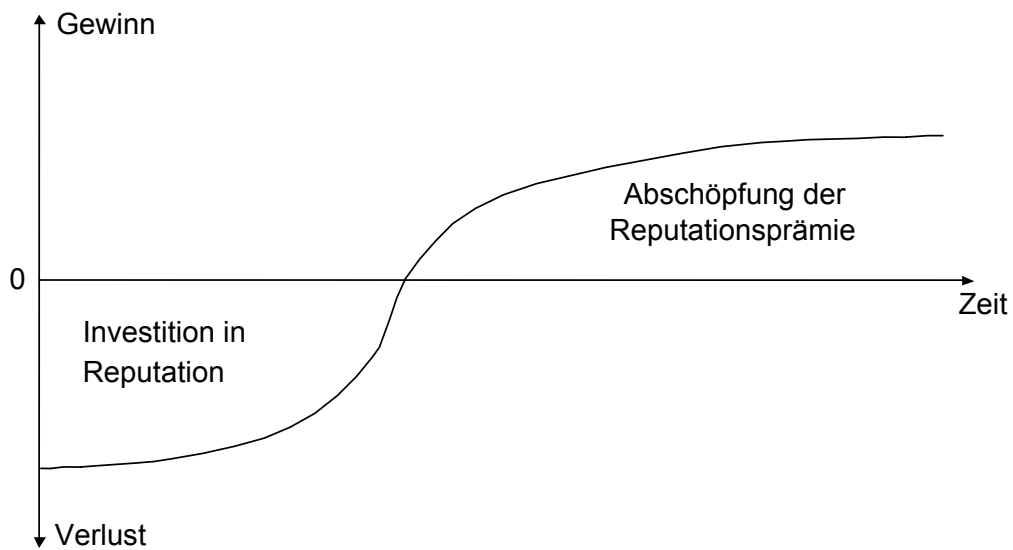 Gewinn
Abschöpfung der
Reputationsprämie
0
Zeit
Investition in
Reputation
Verlust